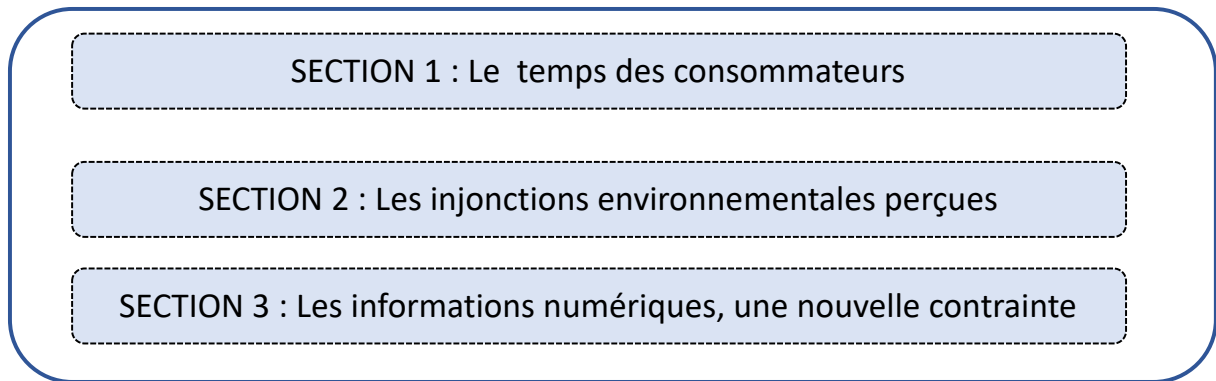 SECTION 1 : Le  temps des consommateurs
SECTION 2 : Les injonctions environnementales perçues
SECTION 3 : Les informations numériques, une nouvelle contrainte